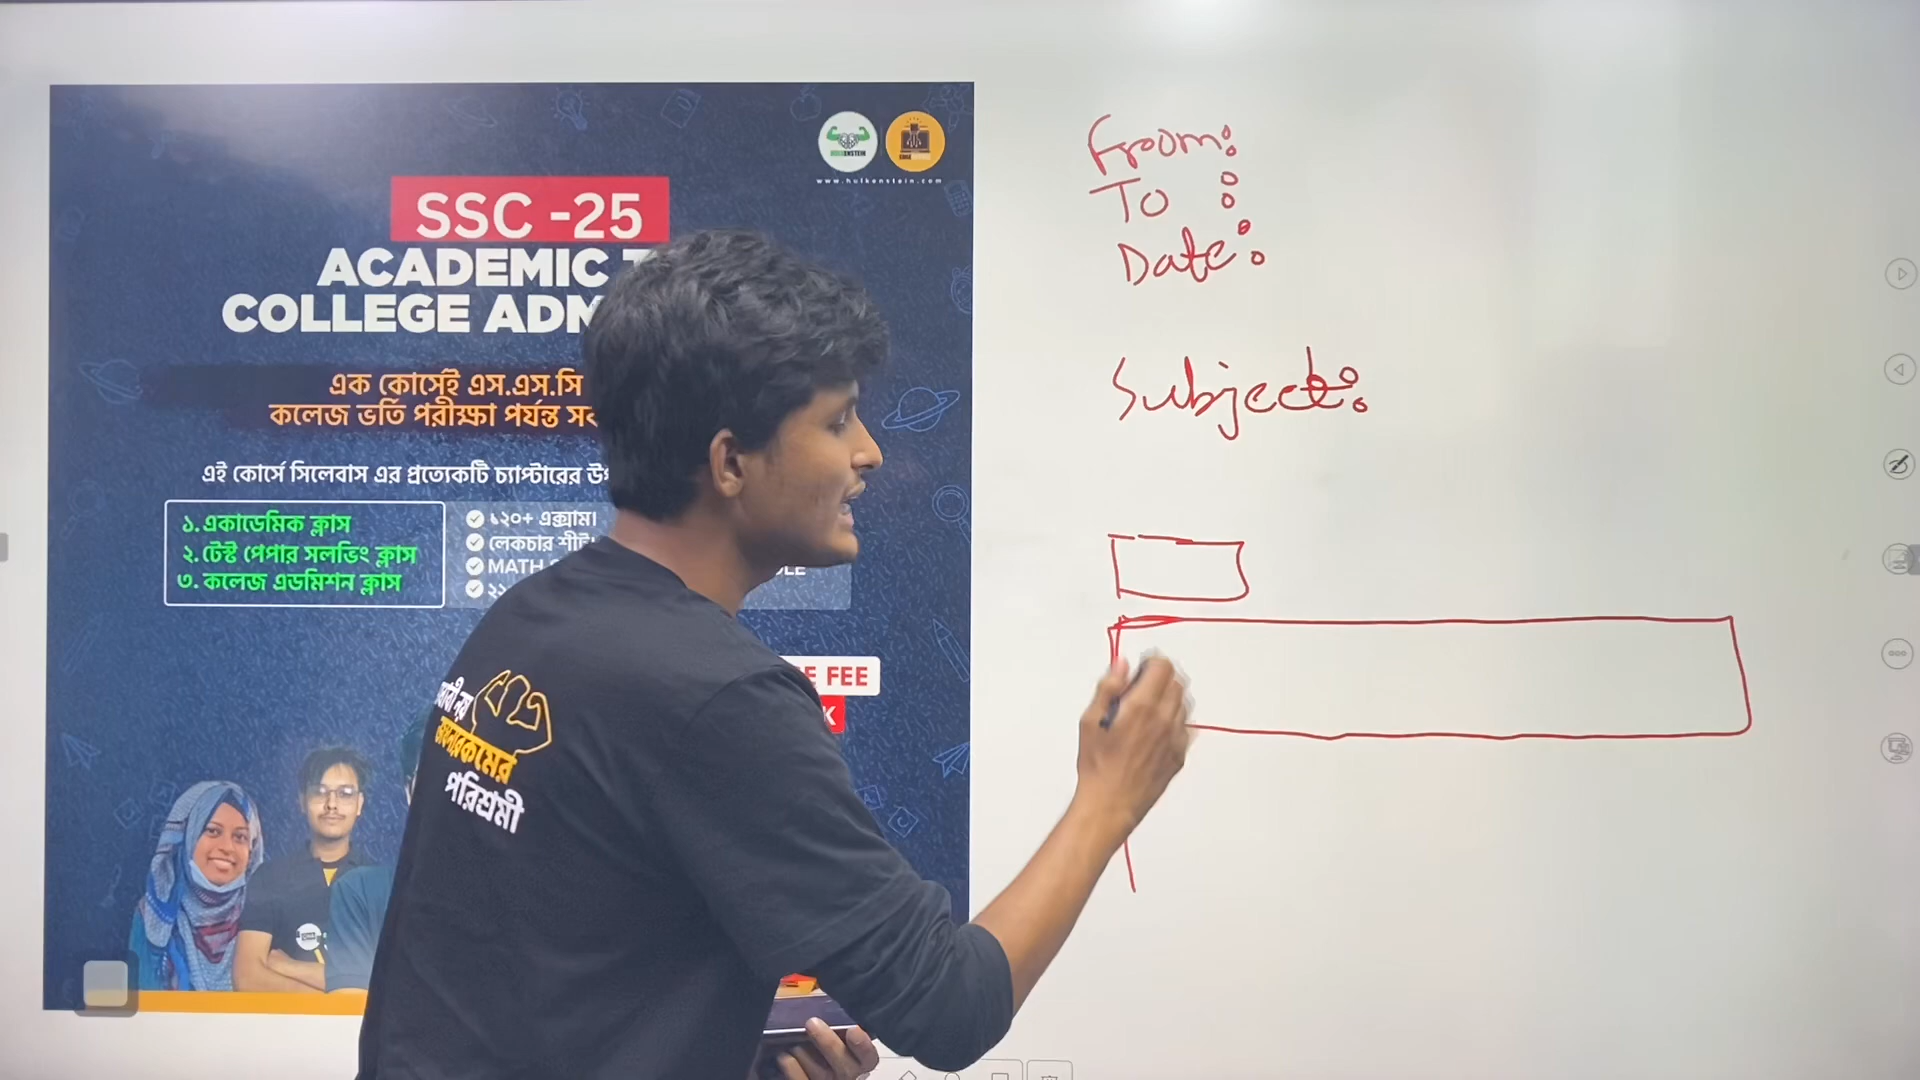 www.hulkenstein.com
SSC -25
ACADEMIC
COLLEGE ADM
এক কোর্সেই এস.এস.সি
কলেজ ভর্তি পরীক্ষা পর্যন্ত
এই কোর্সে সিলেবাস এর প্রত্যেকটি চ্যাপ্টারের
১. একাডেমিক ক্লাস
২. টেস্ট পেপার সলভিং ক্লাস
৩. কলেজ এডমিশন ক্লাস
১২০+ এক্সাম।
লেকচার শীট
MATH
FEE
জন্মেরকমের
পরিশ্রমী
From:
To :
Date:
Subject: